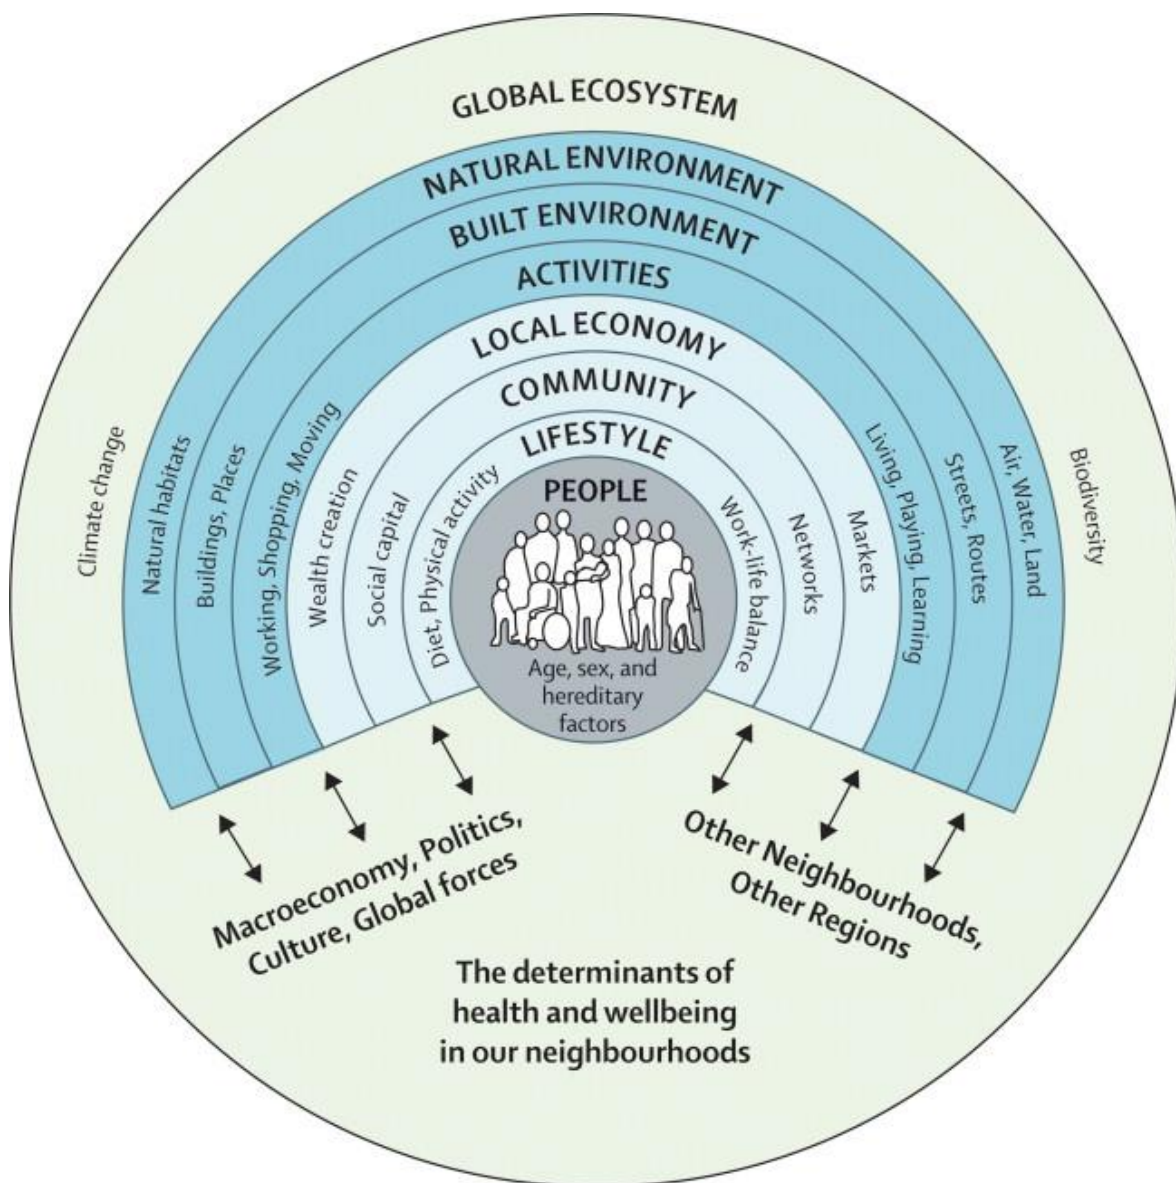 GLOBAL ECOSYSTEM
NATURAL ENVIRONMENT
BUILT ENVIRONMENT
ACTIVITIES
LOCAL ECONOMY
COMMUNITY
LIFESTYLE
PEOPLE
Age, sex, and
hereditary
factors
Climate change
Natural habitats
Buildings, Places
Working, Shopping, Moving
Wealth creation
Social capital
Diet, Physical activity
Work-life balance
Networks
Markets
Living, Playing, Learning
Streets, Routes
Air, Water, Land
Biodiversity
Macroeconomy, Politics,
Culture, Global forces
Other Neighbourhoods,
Other Regions
The determinants of
health and wellbeing
in our neighbourhoods